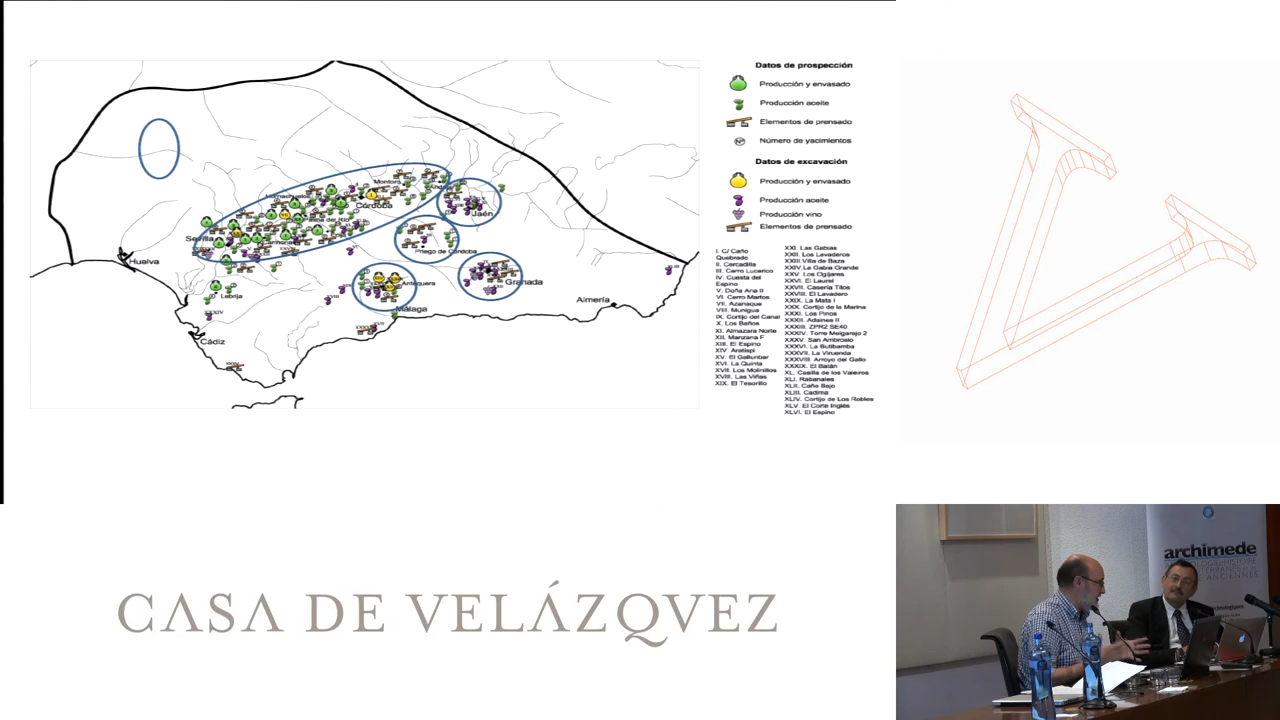 Huelva
Sevilla
Lebrija
Cádiz
Córdoba
Montoro
Jaén
Priego de Córdoba
Granada
Antequera
Málaga
Almería
Datos de prospección
Producción y envasado
Producción aceite
Elementos de prensado
Número de yacimientos
Datos de excavación
Producción y envasado
Producción aceite
Producción vino
Elementos de prensado
I. C/ Caño
Quebrado
II. Cercadilla
III. Cerro Lucerico
IV. Cuesta del
Espino
V. Doña Ana II
VI. Cerro Martos
VII. Azanaque
VIII. Munigua
IX. Cortijo del Canal
X. Los Baños
XI. Almazara Norte
XII. Manzana F
XIII. El Espino
XIV. Aratispi
XV. El Gallumbar
XVI. La Quinta
XVII. Los Molinillos
XVIII. Las Viñas
XIX. El Tesorillo
XXI. Las Gabias
XXII. Los Lavaderos
XXIII. Villa de Baza
XXIV. La Gabia Grande
XXV. Los Ogíjares
XXVI. El Laurel
XXVII. Casería Titos
XXVIII. El Lavadero
XXIX. La Mata I
XXX. Cortijo de la Marina
XXXI. Los Pinos
XXXII. Adaines II
XXXIII. ZPR2 SE40
XXXIV. Torre Melgarejo 2
XXXV. San Ambrosio
XXXVI. La Butibamba
XXXVII. La Viruenda
XXXVIII. Arroyo del Gallo
XXXIX. El Batán
XL. Casilla de los Valeros
XLI. Rabanales
XLII. Caño Bajo
XLIII. Cadima
XLIV. Cortijo de Los Robles
XLV. El Corte Inglés
XLVI. El Espino
CASA DE VELÁZQVEZ
archimede
ANCIENNES